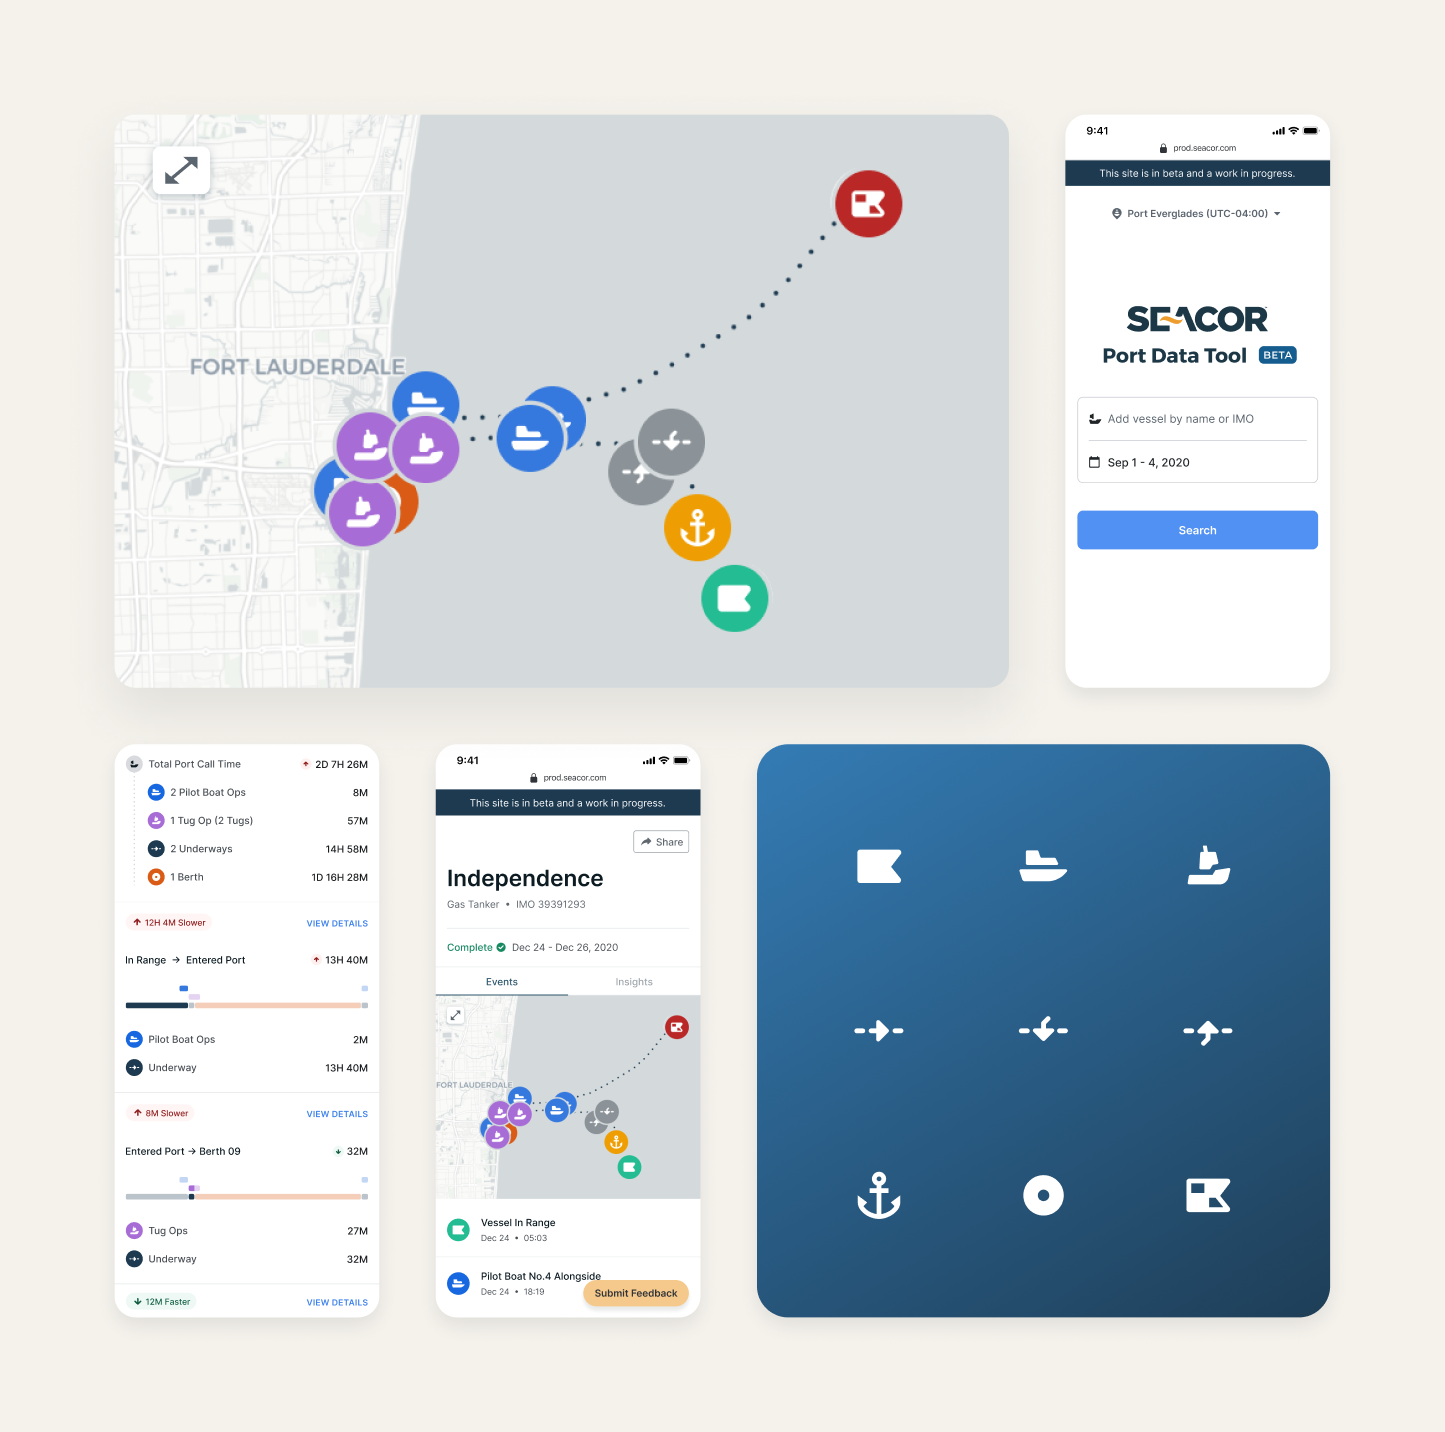 FORT LAUDERDALE
9:41
prod.seacor.com
This site is in beta and a work in progress.
Port Everglades (UTC-04:00)
SEACOR
Port Data Tool BETA
Add vessel by name or IMO
Sep 1 - 4, 2020
Search
Total Port Call Time 2D 7H 26M
2 Pilot Boat Ops 8M
1 Tug Op (2 Tugs) 57M
2 Underways 14H 58M
1 Berth 1D 16H 28M
12H 4M Slower VIEW DETAILS
In Range → Entered Port 13H 40M
Pilot Boat Ops 2M
Underway 13H 40M
8M Slower VIEW DETAILS
Entered Port → Berth 09 32M
Tug Ops 27M
Underway 32M
12M Faster VIEW DETAILS
9:41
prod.seacor.com
This site is in beta and a work in progress.
Share
Independence
Gas Tanker • IMO 39391293
Complete Dec 24 - Dec 26, 2020
Events Insights
FORT LAUDERDALE
Vessel In Range
Dec 24 • 05:03
Pilot Boat No.4 Alongside
Dec 24 • 18:19
Submit Feedback